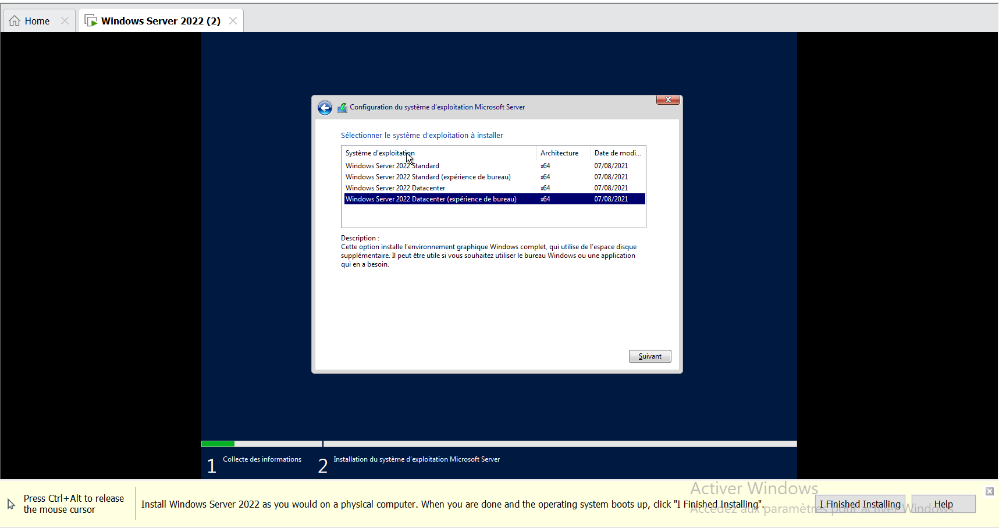 Home
Windows Server 2022 (2)
Configuration du système d'exploitation Microsoft Server
Sélectionner le système d'exploitation à installer
Système d'exploitation Architecture Date de modi...
Windows Server 2022 Standard x64 07/08/2021
Windows Server 2022 Standard (expérience de bureau) x64 07/08/2021
Windows Server 2022 Datacenter x64 07/08/2021
Windows Server 2022 Datacenter (expérience de bureau) x64 07/08/2021
Description :
Cette option installe l'environnement graphique Windows complet, qui utilise de l'espace disque
supplémentaire. Il peut être utile si vous souhaitez utiliser le bureau Windows ou une application
qui en a besoin.
Suivant
1 Collecte des informations
2 Installation du système d'exploitation Microsoft Server
Press Ctrl+Alt to release
the mouse cursor
Install Windows Server 2022 as you would on a physical computer. When you are done and the operating system boots up, click "I Finished Installing".
I Finished Installing
Help
Activer Windows
Accédez aux paramètres pour activer Windows.